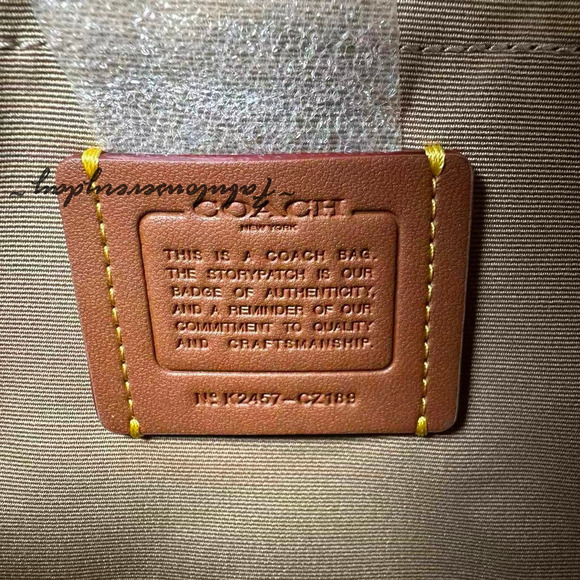 ~fabulouseveryday~
COACH
NEW YORK
THIS IS A COACH BAG.
THE STORYPATCH IS OUR
BADGE OF AUTHENTICITY,
AND A REMINDER OF OUR
COMMITMENT TO QUALITY
AND CRAFTSMANSHIP.
Nº K2457-CZ189